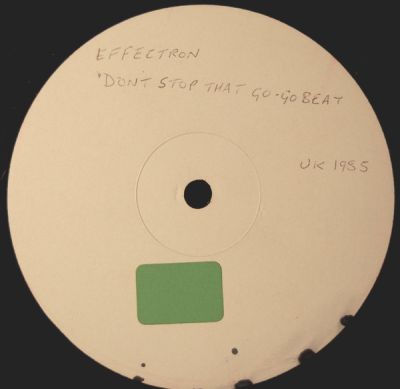 EFFECTRON
'DON'T STOP THAT GO-GO BEAT
UK 1985